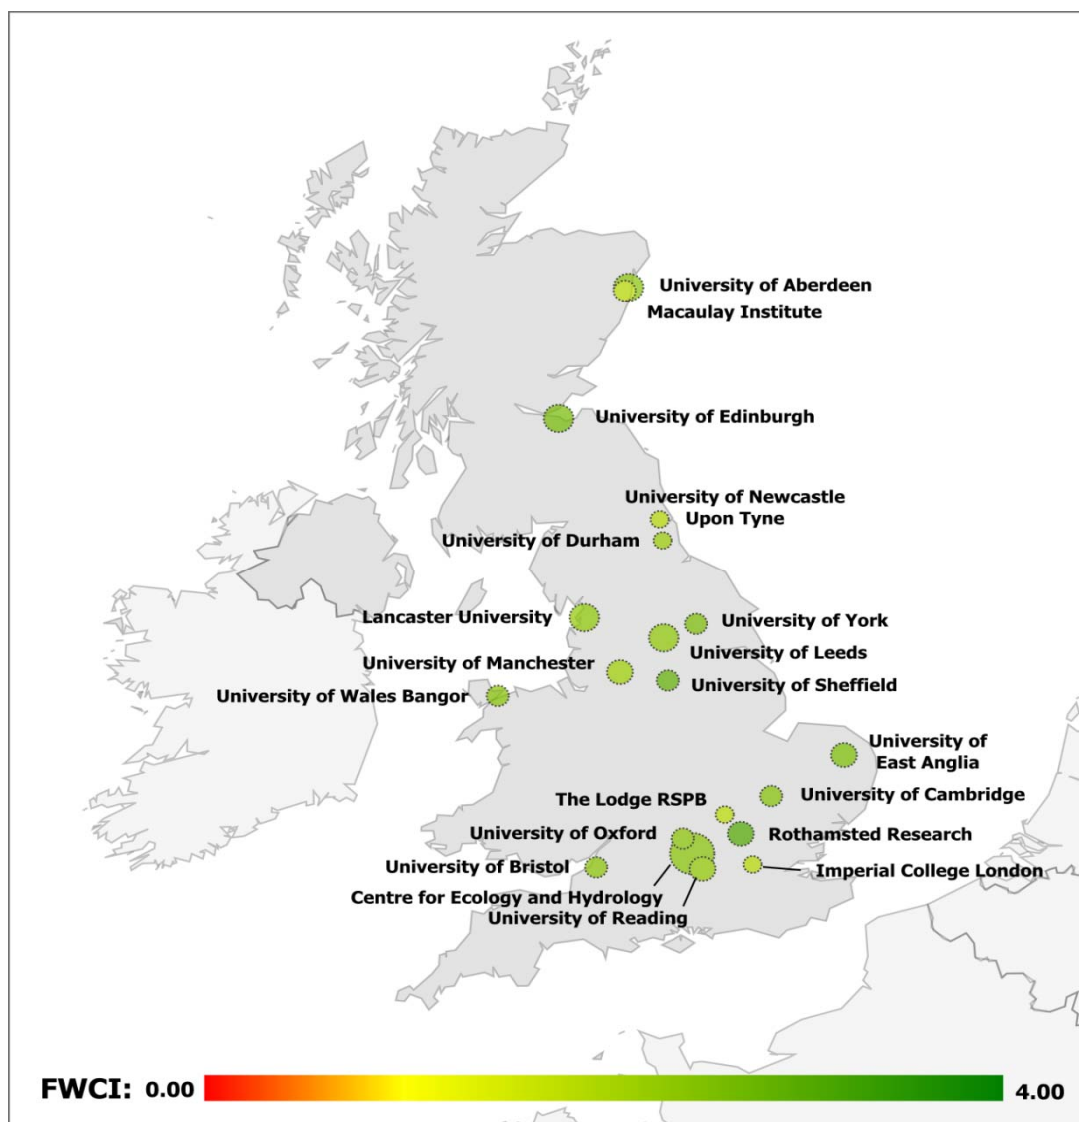 University of Aberdeen
Macaulay Institute
University of Edinburgh
University of Newcastle
Upon Tyne
University of Durham
Lancaster University
University of York
University of Leeds
University of Manchester
University of Sheffield
University of Wales Bangor
University of
East Anglia
The Lodge RSPB
University of Cambridge
University of Oxford
Rothamsted Research
University of Bristol
Imperial College London
Centre for Ecology and Hydrology
University of Reading
FWCI: 0.00 4.00